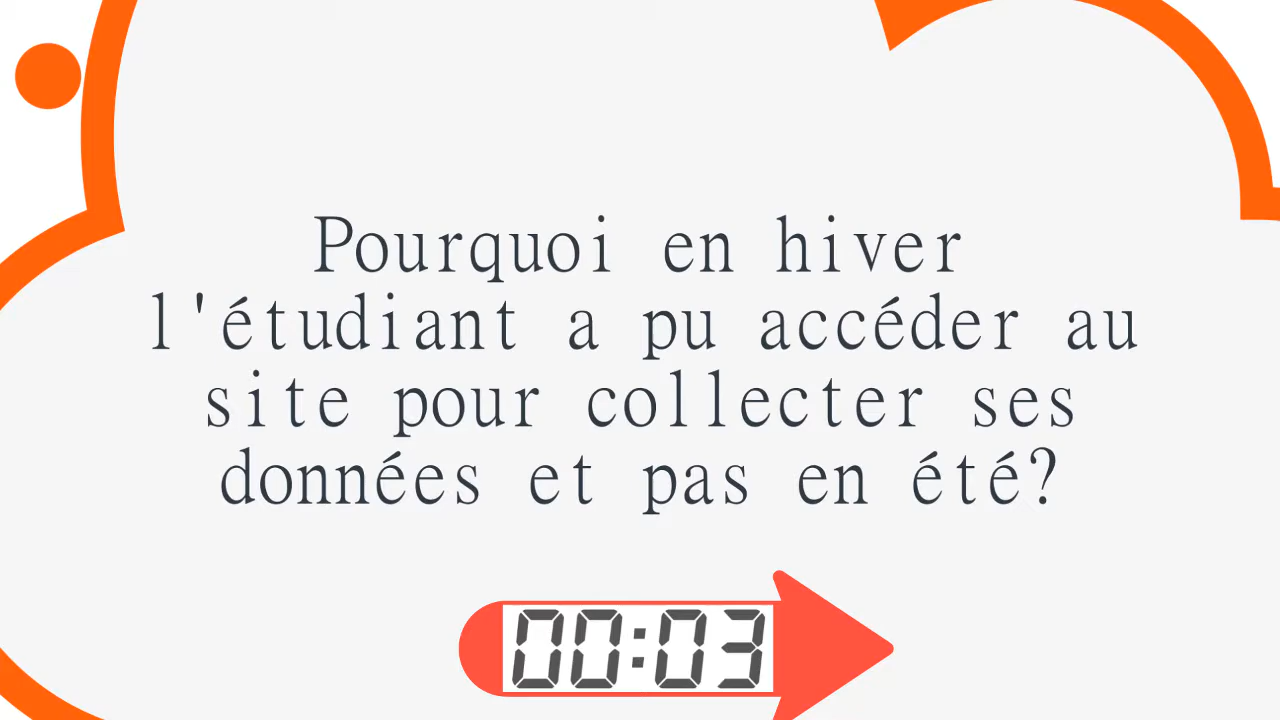 Pourquoi en hiver
l'étudiant a pu accéder au
site pour collecter ses
données et pas en été?
00:03